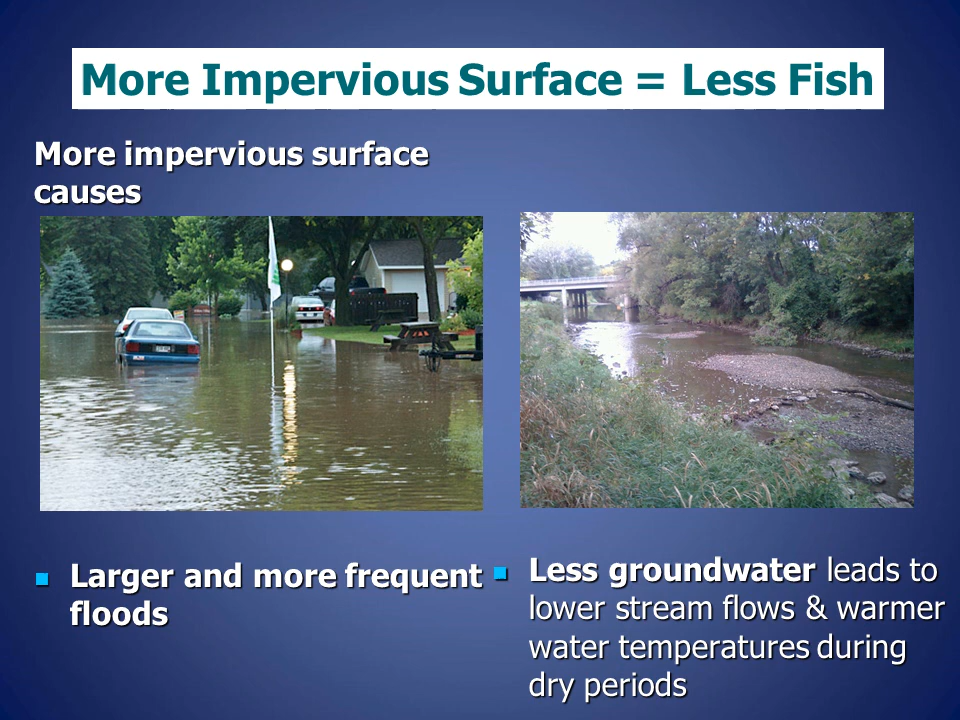 More Impervious Surface = Less Fish
More impervious surface
causes
Larger and more frequent
floods
Less groundwater leads to
lower stream flows & warmer
water temperatures during
dry periods